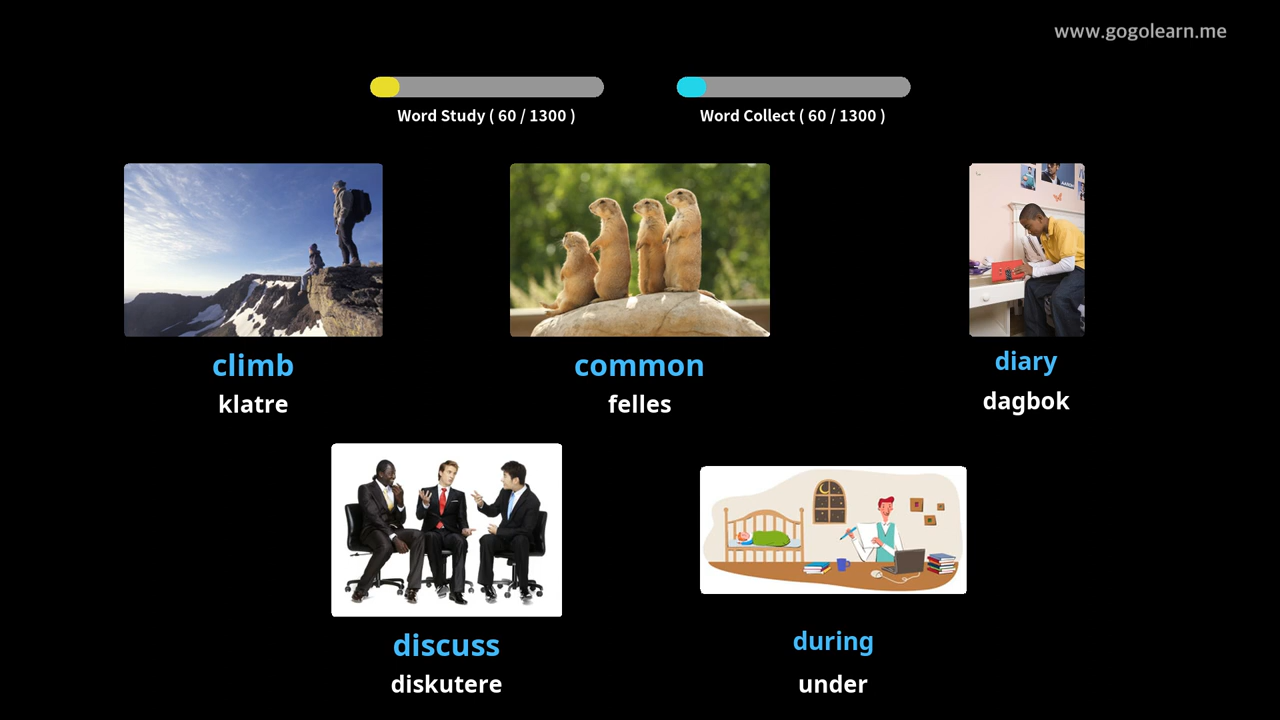 www.gogolearn.me
Word Study ( 60 / 1300 )
Word Collect ( 60 / 1300 )
climb
klatre
common
felles
diary
dagbok
discuss
diskutere
during
under